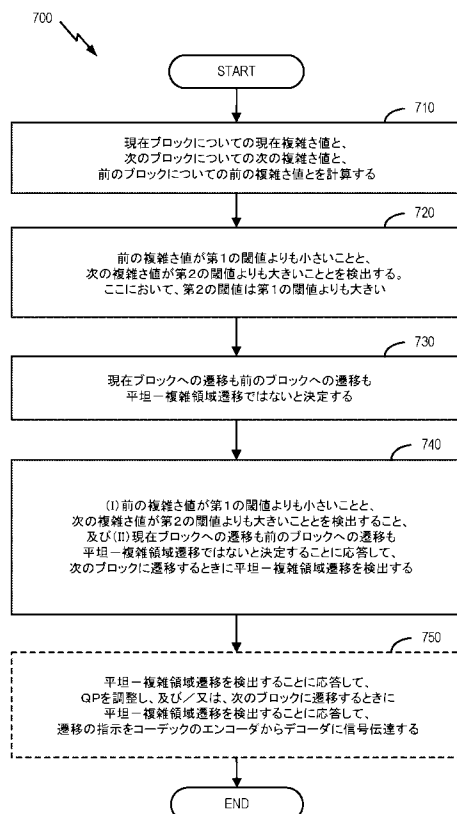 700
START
710
現在ブロックについての現在複雑さ値と、
次のブロックについての次の複雑さ値と、
前のブロックについての前の複雑さ値とを計算する
720
前の複雑さ値が第1の閾値よりも小さいことと、
次の複雑さ値が第2の閾値よりも大きいこととを検出する。
ここにおいて、第2の閾値は第1の閾値よりも大きい
730
現在ブロックへの遷移も前のブロックへの遷移も
平坦－複雑領域遷移ではないと決定する
740
(I)前の複雑さ値が第1の閾値よりも小さいことと、
次の複雑さ値が第2の閾値よりも大きいこととを検出すること、
及び(II)現在ブロックへの遷移も前のブロックへの遷移も
平坦－複雑領域遷移ではないと決定することに応答して、
次のブロックに遷移するときに平坦－複雑領域遷移を検出する
750
平坦－複雑領域遷移を検出することに応答して、
QPを調整し、及び／又は、次のブロックに遷移するときに
平坦－複雑領域遷移を検出することに応答して、
遷移の指示をコーデックのエンコーダからデコーダに信号伝達する
END